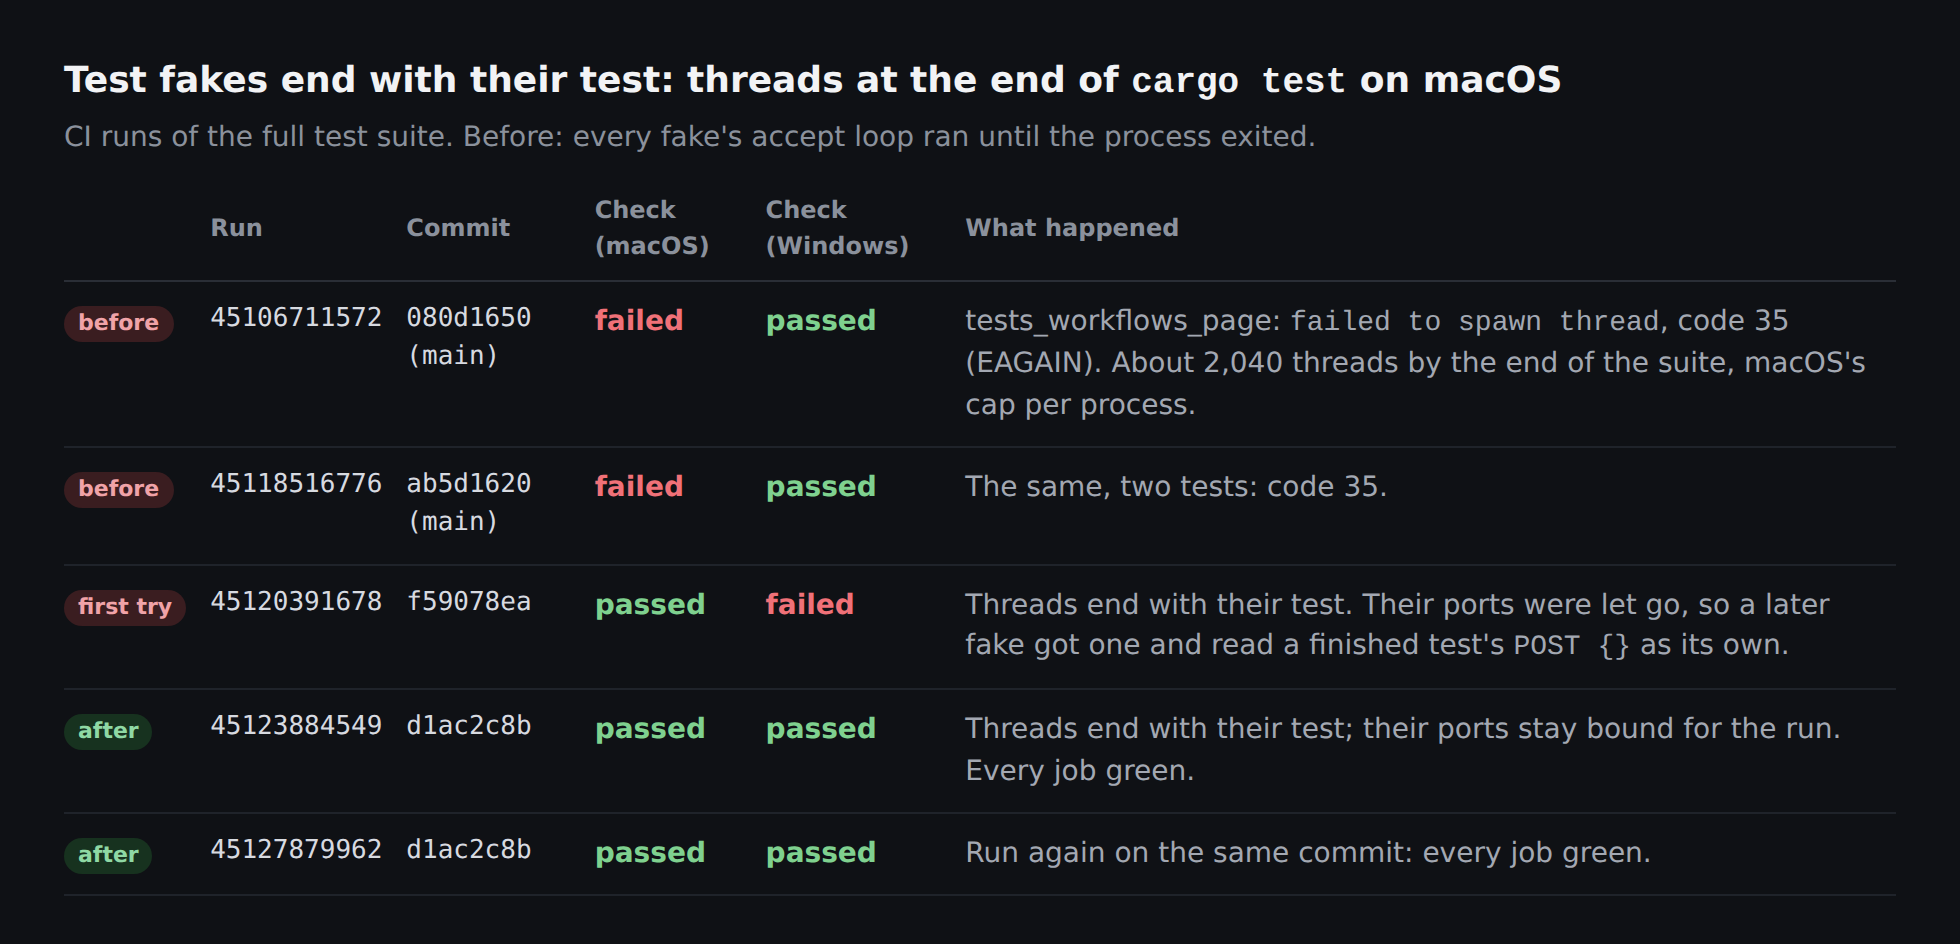 Test fakes end with their test: threads at the end of cargo test on macOS
CI runs of the full test suite. Before: every fake's accept loop ran until the process exited.
Run Commit Check (macOS) Check (Windows) What happened
before 45106711572 080d1650 (main) failed passed tests_workflows_page: failed to spawn thread, code 35
(EAGAIN). About 2,040 threads by the end of the suite, macOS's
cap per process.
before 45118516776 ab5d1620 (main) failed passed The same, two tests: code 35.
first try 45120391678 f59078ea passed failed Threads end with their test. Their ports were let go, so a later
fake got one and read a finished test's POST {} as its own.
after 45123884549 d1ac2c8b passed passed Threads end with their test; their ports stay bound for the run.
Every job green.
after 45127879962 d1ac2c8b passed passed Run again on the same commit: every job green.